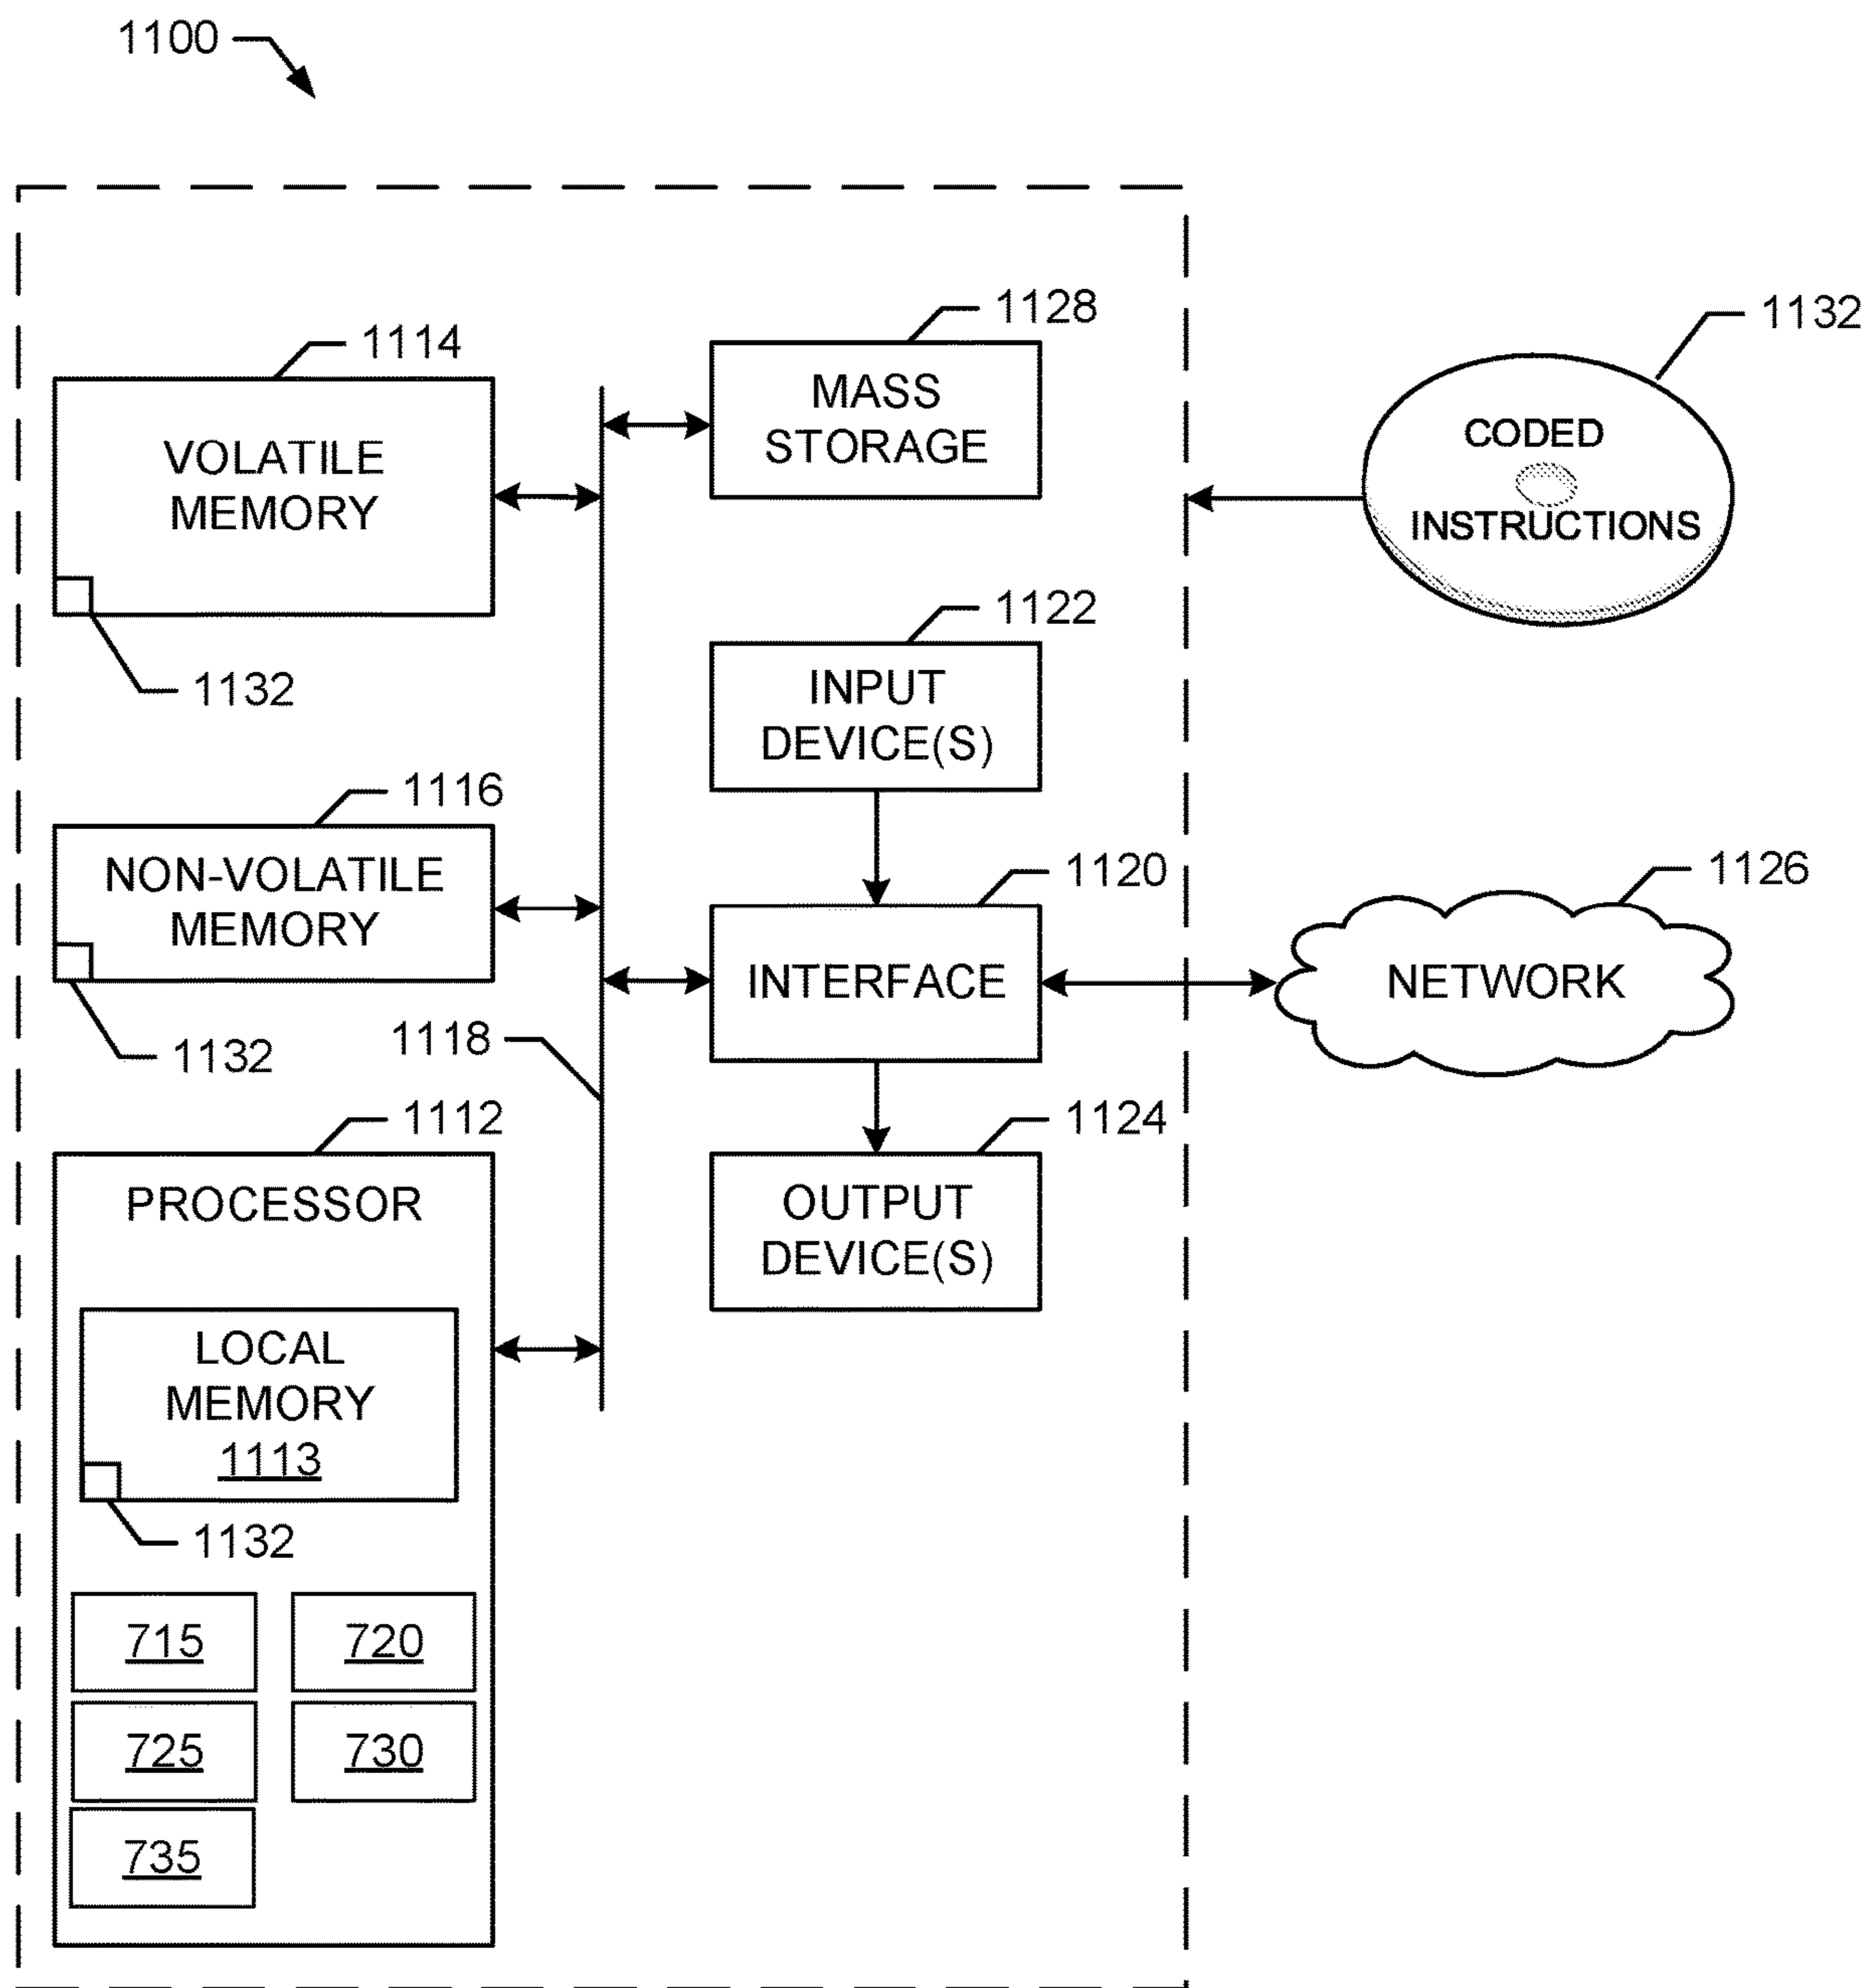 1100
1128
1132
1114
MASS
STORAGE
VOLATILE
MEMORY
CODED
INSTRUCTIONS
1132
1122
INPUT
DEVICE(S)
1116
NON-VOLATILE
MEMORY
1120
1126
INTERFACE
NETWORK
1132
1118
1112
1124
PROCESSOR
OUTPUT
DEVICE(S)
LOCAL
MEMORY
1113
1132
715
720
725
730
735